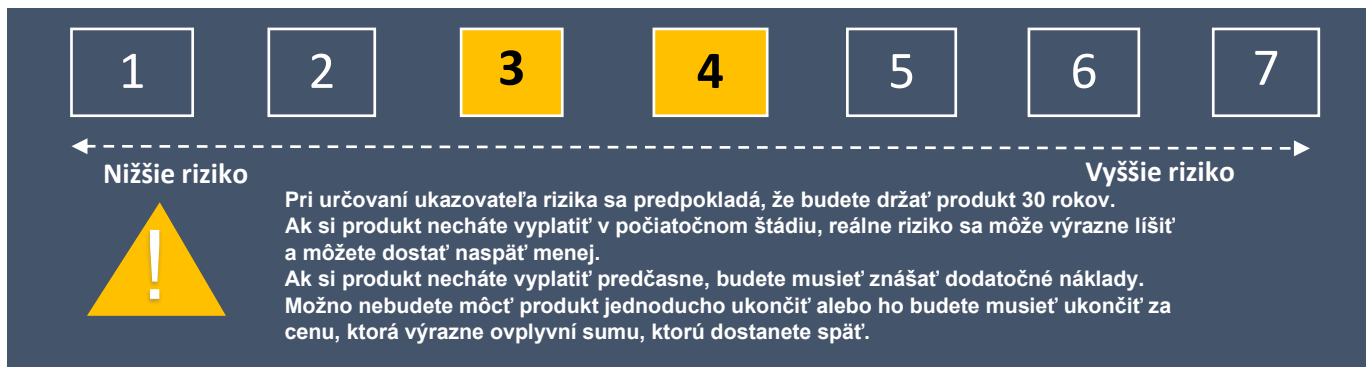 1 2 3 4 5 6 7
Nižšie riziko Vyššie riziko
!
Pri určovaní ukazovateľa rizika sa predpokladá, že budete držať produkt 30 rokov.
Ak si produkt necháte vyplatiť v počiatočnom štádiu, reálne riziko sa môže výrazne líšiť
a môžete dostať naspäť menej.
Ak si produkt necháte vyplatiť predčasne, budete musieť znášať dodatočné náklady.
Možno nebudete môcť produkt jednoducho ukončiť alebo ho budete musieť ukončiť za
cenu, ktorá výrazne ovplyvní sumu, ktorú dostanete späť.